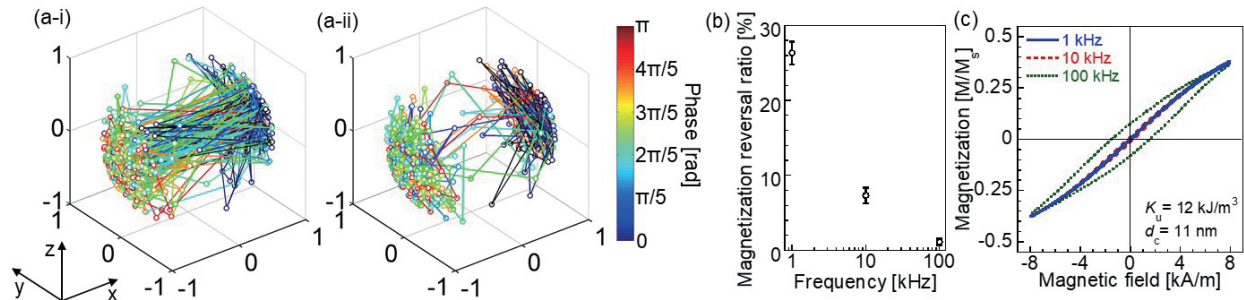 (a-i)
1
0
-1
1
0
-1
-1
0
1
z
y
x
(a-ii)
1
0
-1
1
0
-1
-1
0
1
π
4π/5
3π/5
2π/5
π/5
0
Phase [rad]
(b)
Magnetization reversal ratio [%]
30
20
10
0
1
10
100
Frequency [kHz]
(c)
Magnetization [M/Ms]
0.5
0.25
0
-0.25
-0.5
1 kHz
10 kHz
100 kHz
Ku = 12 kJ/m³
dc = 11 nm
-8
-4
0
4
8
Magnetic field [kA/m]